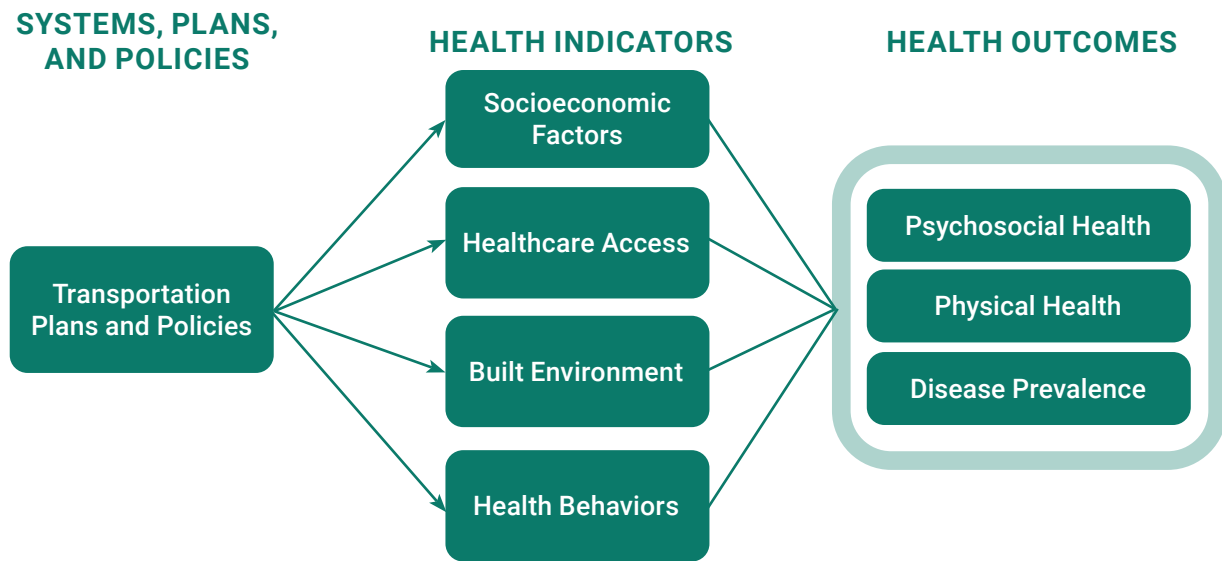 SYSTEMS, PLANS,
AND POLICIES
Transportation
Plans and Policies
HEALTH INDICATORS
Socioeconomic
Factors
Healthcare Access
Built Environment
Health Behaviors
HEALTH OUTCOMES
Psychosocial Health
Physical Health
Disease Prevalence